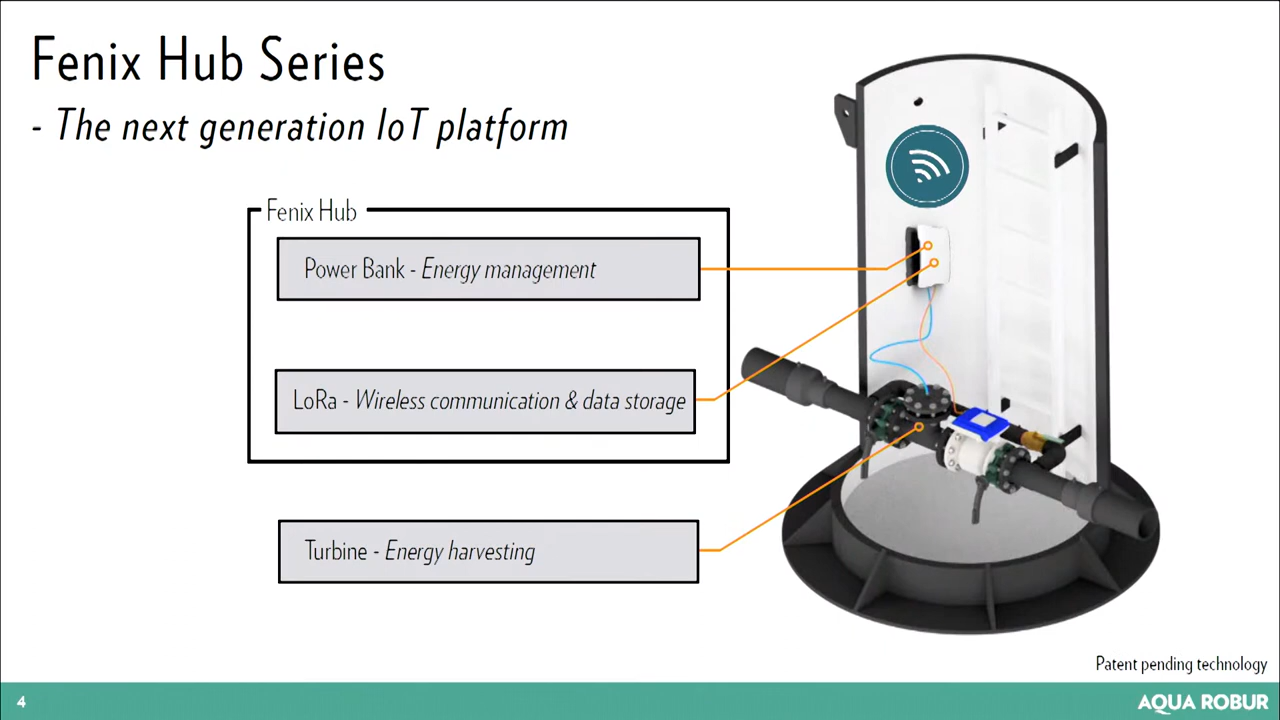 Fenix Hub Series
- The next generation IoT platform
Fenix Hub
Power Bank - Energy management
LoRa - Wireless communication & data storage
Turbine - Energy harvesting
Patent pending technology
4
AQUA ROBUR